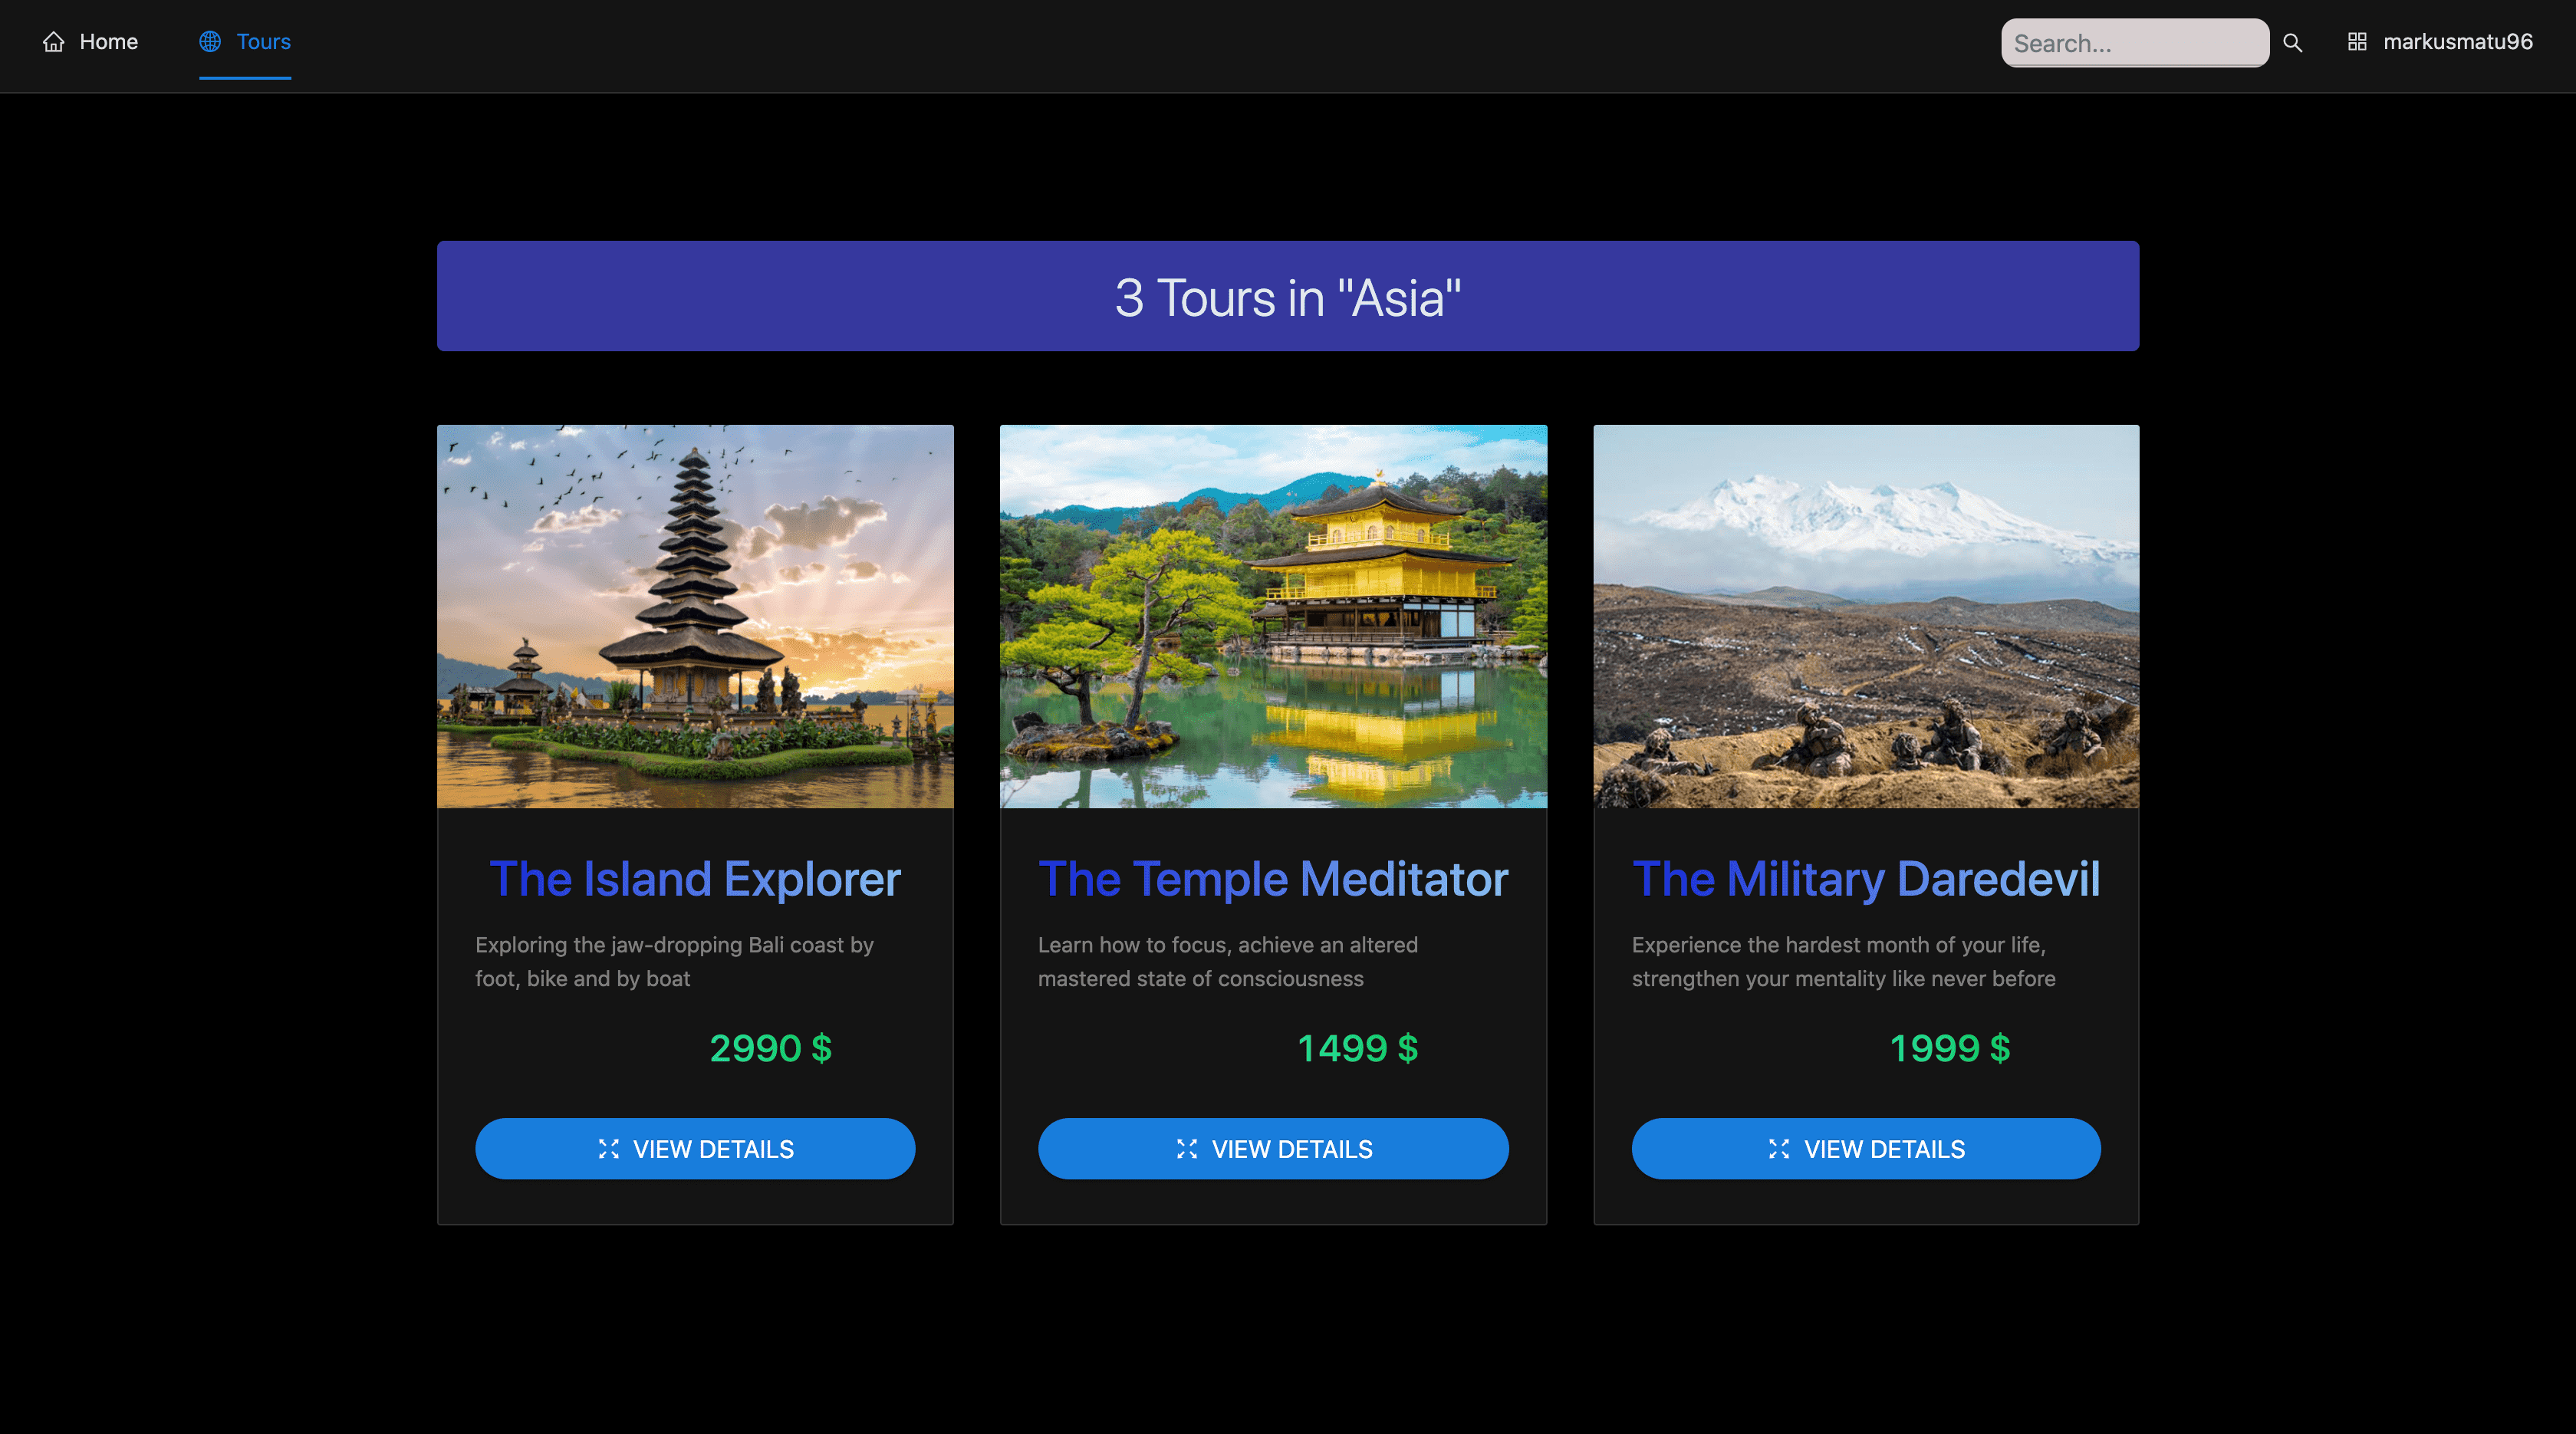 Home
Tours
Search...
markusmatu96
3 Tours in "Asia"
The Island Explorer
Exploring the jaw-dropping Bali coast by
foot, bike and by boat
2990 $
VIEW DETAILS
The Temple Meditator
Learn how to focus, achieve an altered
mastered state of consciousness
1499 $
VIEW DETAILS
The Military Daredevil
Experience the hardest month of your life,
strengthen your mentality like never before
1999 $
VIEW DETAILS